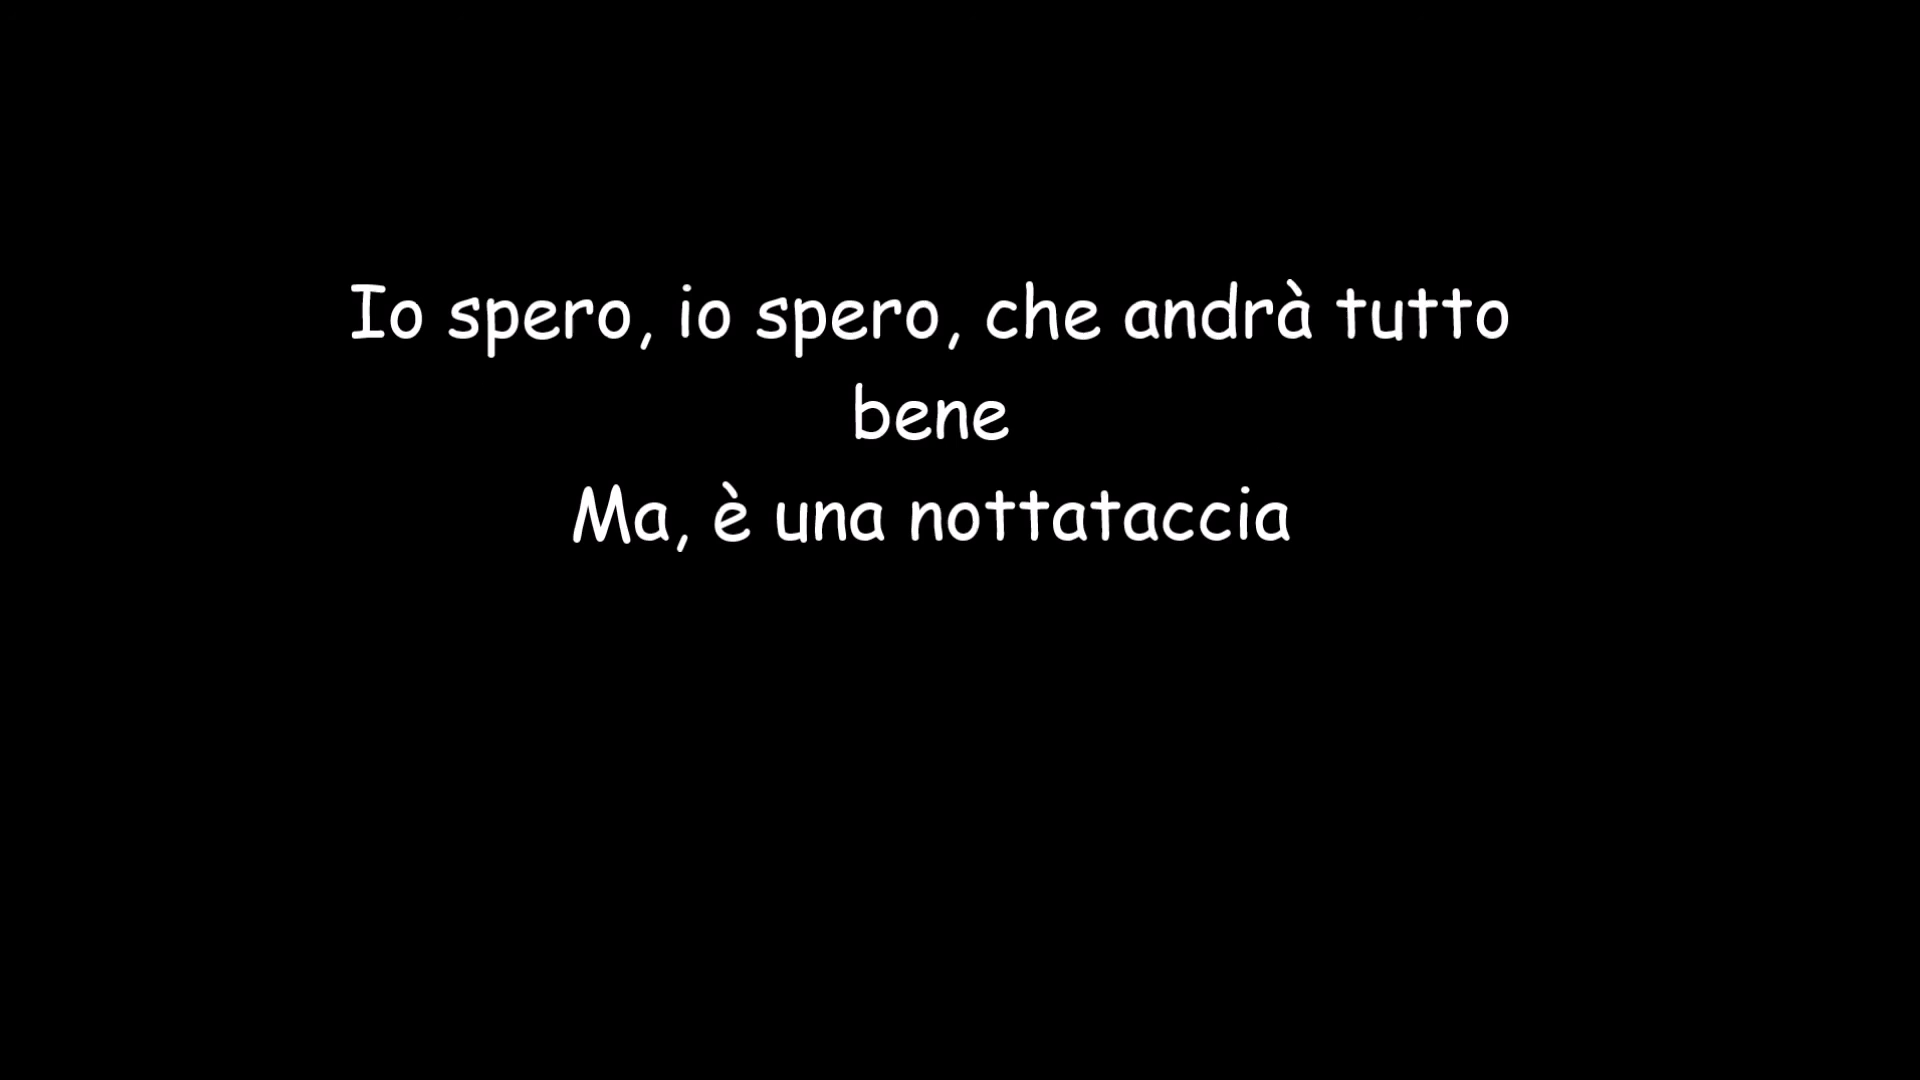 Io spero, io spero, che andrà tutto
bene
Ma, è una nottataccia